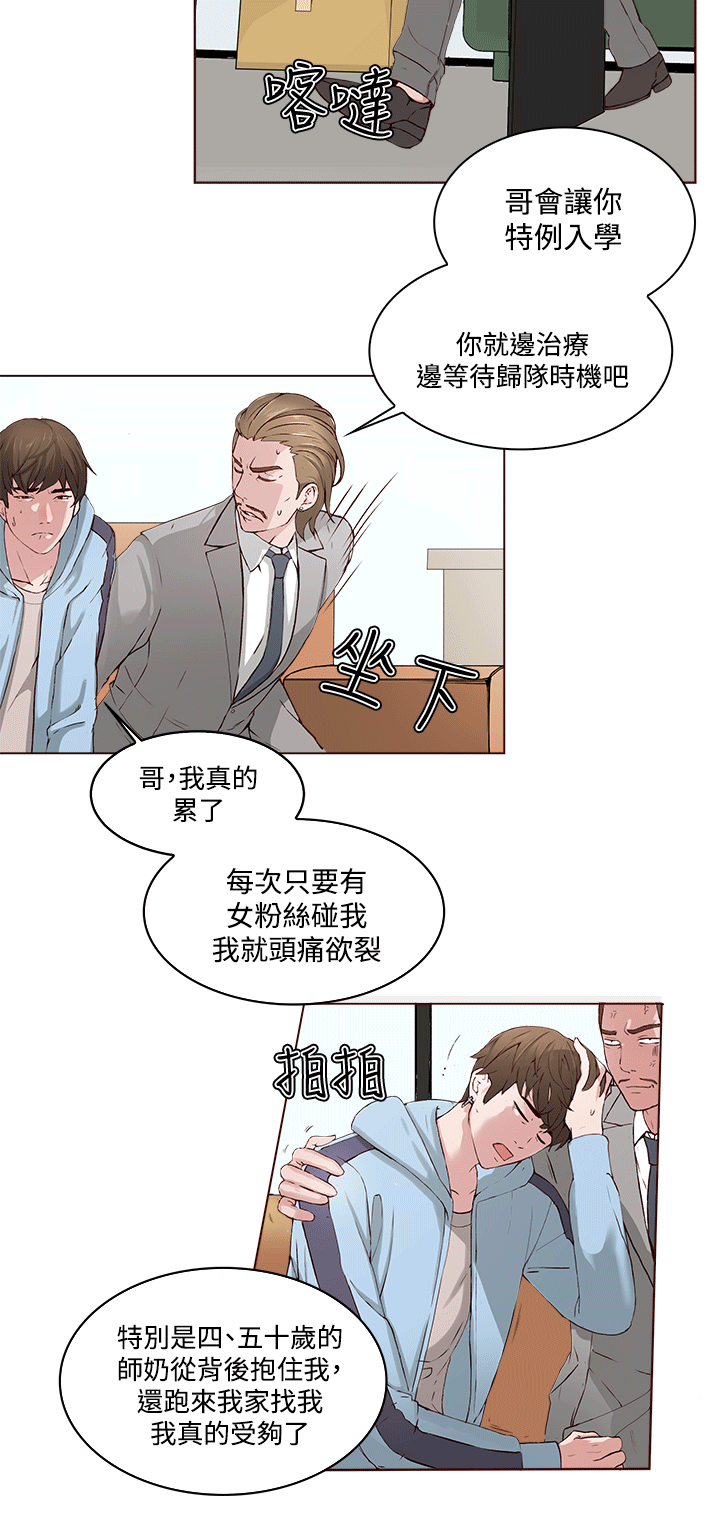 喀噠
哥會讓你
特例入學
你就邊治療
邊等待歸隊時機吧
坐下
哥，我真的
累了
每次只要有
女粉絲碰我
我就頭痛欲裂
拍拍
特別是四、五十歲的
師奶從背後抱住我，
還跑來我家找我
我真的受夠了